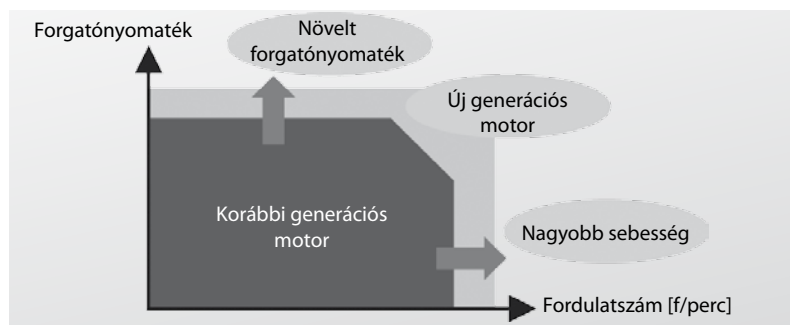 Forgatónyomaték
Növelt
forgatónyomaték
Új generációs
motor
Korábbi generációs
motor
Nagyobb sebesség
Fordulatszám [f/perc]